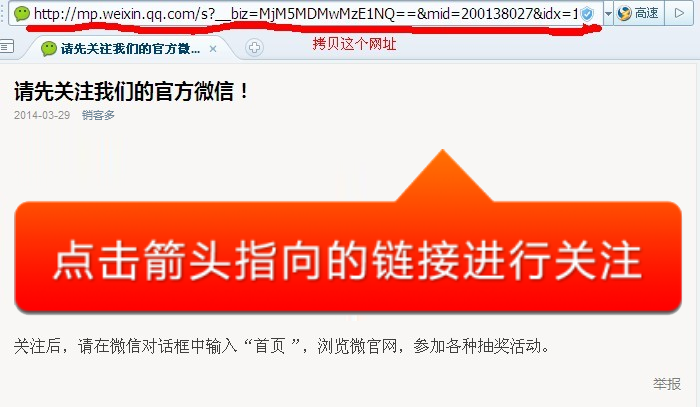 http://mp.weixin.qq.com/s?__biz=MjM5MDMwMzE1NQ==&mid=200138027&idx=1
高速
请先关注我们的官方微...
拷贝这个网址
请先关注我们的官方微信！
2014-03-29 销客多
点击箭头指向的链接进行关注
关注后，请在微信对话框中输入“首页 ”，浏览微官网，参加各种抽奖活动。
举报